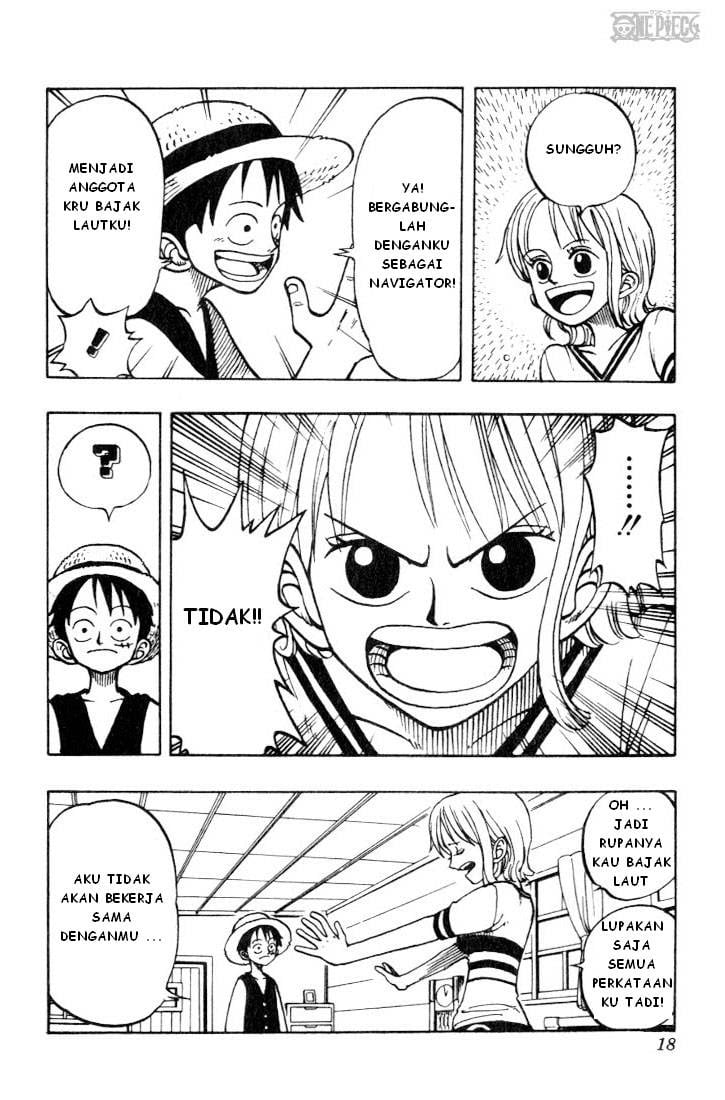 ONE PIECE
SUNGGUH?
YA!
BERGABUNG-
LAH
DENGANKU
SEBAGAI
NAVIGATOR!
MENJADI
ANGGOTA
KRU BAJAK
LAUTKU!
!
......!!
TIDAK!!
?
OH ...
JADI
RUPANYA
KAU BAJAK
LAUT
LUPAKAN
SAJA
SEMUA
PERKATAAN
KU TADI!
AKU TIDAK
AKAN BEKERJA
SAMA
DENGANMU ...
18